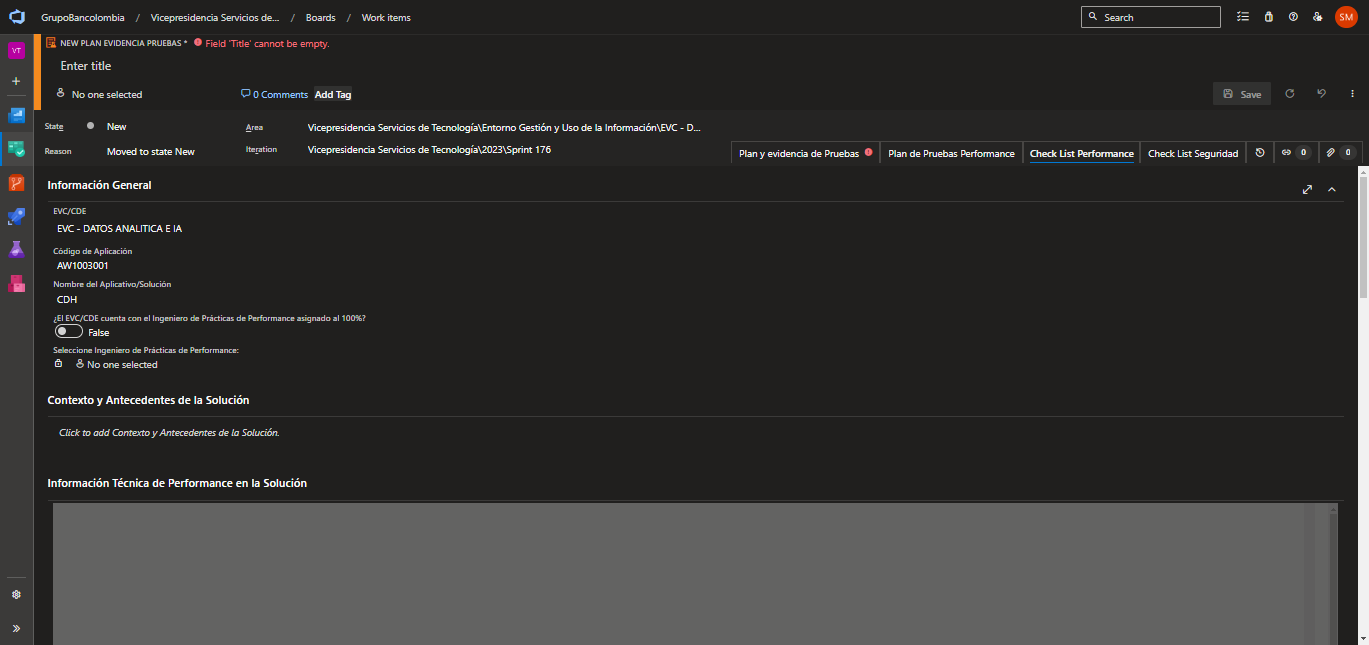 GrupoBancolombia / Vicepresidencia Servicios de... / Boards / Work items
Search
SM
VT
NEW PLAN EVIDENCIA PRUEBAS * Field 'Title' cannot be empty.
Enter title
No one selected
0 Comments
Add Tag
Save
State New
Area Vicepresidencia Servicios de Tecnología\Entorno Gestión y Uso de la Información\EVC - D...
Reason Moved to state New
Iteration Vicepresidencia Servicios de Tecnología\2023\Sprint 176
Plan y evidencia de Pruebas
Plan de Pruebas Performance
Check List Performance
Check List Seguridad
0
0
Información General
EVC/CDE
EVC - DATOS ANALITICA E IA
Código de Aplicación
AW1003001
Nombre del Aplicativo/Solución
CDH
¿El EVC/CDE cuenta con el Ingeniero de Prácticas de Performance asignado al 100%?
False
Seleccione Ingeniero de Prácticas de Performance:
No one selected
Contexto y Antecedentes de la Solución
Click to add Contexto y Antecedentes de la Solución.
Información Técnica de Performance en la Solución